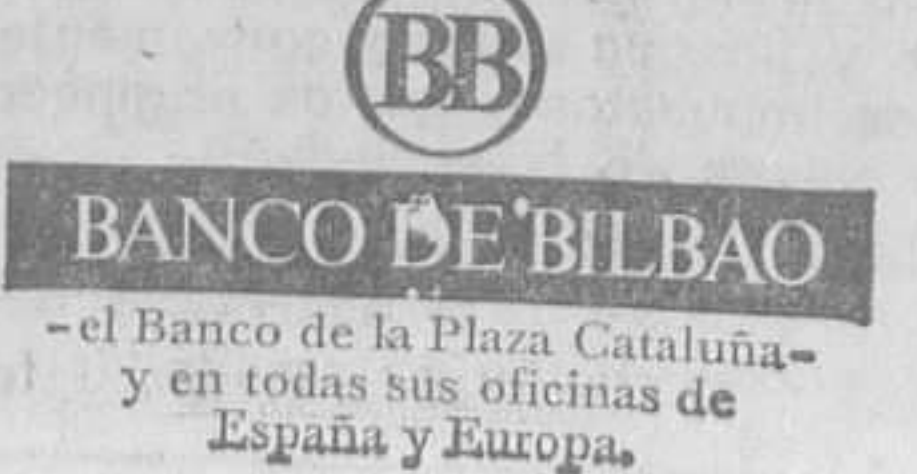 BB
BANCO DE BILBAO
-el Banco de la Plaza Cataluña-
y en todas sus oficinas de
España y Europa.